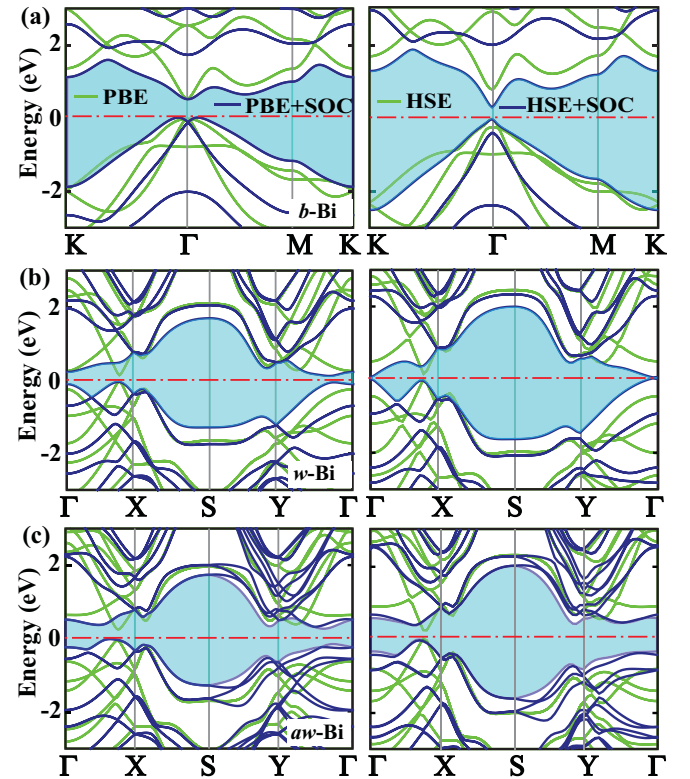 (a)
Energy (eV)
2
0
-2
PBE
PBE+SOC
b-Bi
K Γ M K
HSE
HSE+SOC
K Γ M K
(b)
Energy (eV)
2
0
-2
w-Bi
Γ X S Y Γ
Γ X S Y Γ
(c)
Energy (eV)
2
0
-2
aw-Bi
Γ X S Y Γ
Γ X S Y Γ